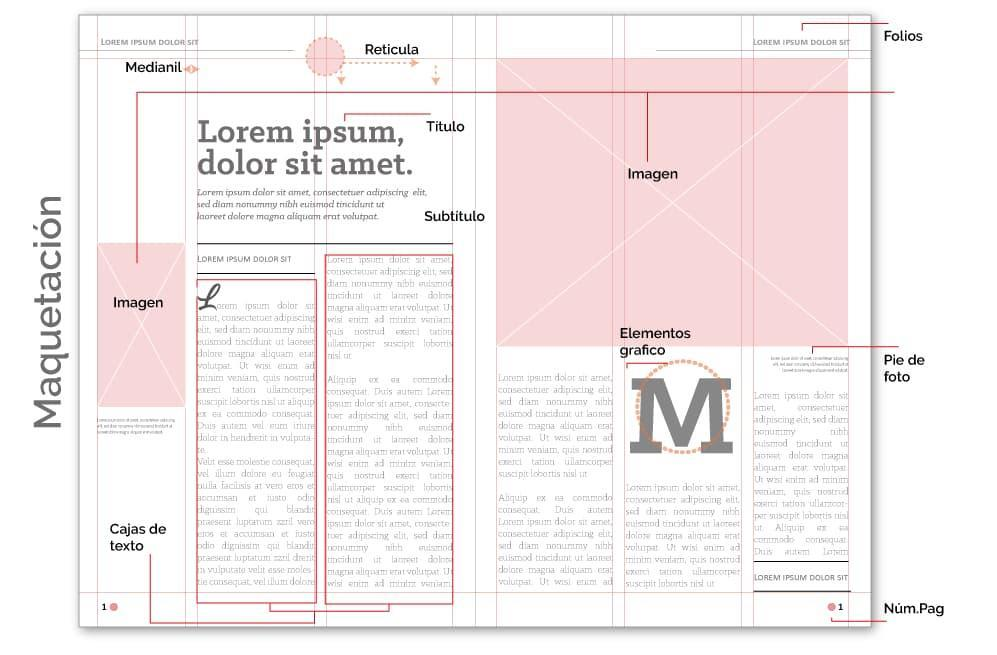 Maquetación
LOREM IPSUM DOLOR SIT
Medianil
Reticula
Título
Lorem ipsum,
dolor sit amet.
Lorem ipsum dolor sit amet, consectetuer adipiscing elit,
sed diam nonummy nibh euismod tincidunt ut
laoreet dolore magna aliquam erat volutpat.
Subtítulo
Imagen
LOREM IPSUM DOLOR SIT
Lorem ipsum dolor sit
amet, consectetuer adipiscing
elit, sed diam nonummy nibh
euismod tincidunt ut laoreet
dolore magna aliquam erat
volutpat. Ut wisi enim ad
minim veniam, quis nostrud
exerci tation ullamcorper
suscipit lobortis nisl ut aliquip
ex ea commodo consequat.
Duis autem vel eum iriure
dolor in hendrerit in vulputa-
te.
Velit esse molestie consequat,
vel illum dolore eu feugiat
nulla facilisis at vero eros et
accumsan et iusto odio
dignissim qui blandit
praesent luptatum zzril vero
eros et accumsan et iusto
odio dignissim qui blandit
praesent luptatum zzril drerit
in vulputate velit esse moles-
tie consequat, vel illum dolore
Lorem ipsum dolor sit amet,
consectetuer adipiscing elit, sed
diam nonummy nibh euismod
tincidunt ut laoreet dolore
magna aliquam erat volutpat. Ut
wisi enim ad minim veniam,
quis nostrud exerci tation
ullamcorper suscipit lobortis
nisl ut
Aliquip ex ea commodo
consequat. Duis autem Lorem
ipsum dolor sit amet, consecte-
tuer adipiscing elit, sed diam
nonummy nibh euismod
tincidunt ut laoreet dolore
magna aliquam erat volutpat. Ut
wisi enim ad minim veniam,
quis nostrud exerci tation
ullamcorper suscipit lobortis
nisl ut aliquip ex ea commodo
consequat. Duis autem Lorem
ipsum dolor sit amet, consecte-
tuer adipiscing elit, sed diam
nonummy nibh euismod
tincidunt ut laoreet dolore
magna aliquam erat volutpat. Ut
wisi enim ad minim veniam,
Cajas de
texto
1
LOREM IPSUM DOLOR SIT
Folios
Imagen
Elementos
grafico
M
Pie de
foto
Lorem ipsum dolor sit amet,
consectetuer adipiscing elit, sed
diam nonummy nibh
euismod tincidunt ut laoreet
dolore magna aliquam erat
volutpat. Ut wisi enim ad
minim veniam, quis nostrud
exerci tation ullamcorper
suscipit lobortis nisl ut
Aliquip ex ea commodo
consequat. Duis autem
Lorem ipsum dolor sit amet,
consectetuer adipiscing elit,
sed diam nonummy nibh
euismod tincidunt ut laoreet
dolore magna aliquam erat
volutpat. Ut wisi enim ad
Lorem ipsum dolor sit amet,
consectetuer adipiscing elit,
sed diam nonummy nibh
euismod tincidunt ut laoreet
dolore magna aliquam erat
volutpat. Ut wisi enim ad
minim veniam, quis nostrud
exerci tation ullamcorper
suscipit lobortis nisl ut
Lorem ipsum dolor sit
amet, consectetuer
adipiscing elit, sed diam
nonummy nibh
euismod tincidunt ut
laoreet dolore magna
aliquam erat volutpat.
Ut wisi enim ad minim
veniam, quis nostrud
exerci tation ullamcor-
per suscipit lobortis nisl
ut Aliquip ex ea
commodo consequat.
Duis autem Lorem
LOREM IPSUM DOLOR SIT
1
Núm.Pag